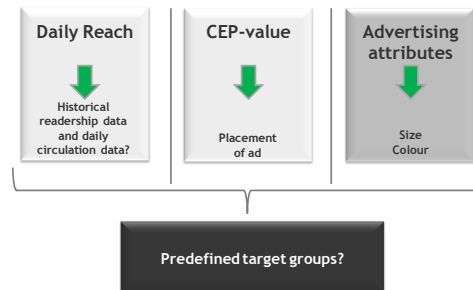 Daily Reach
Historical
readership data
and daily
circulation data?
CEP-value
Placement
of ad
Advertising
attributes
Size
Colour
Predefined target groups?